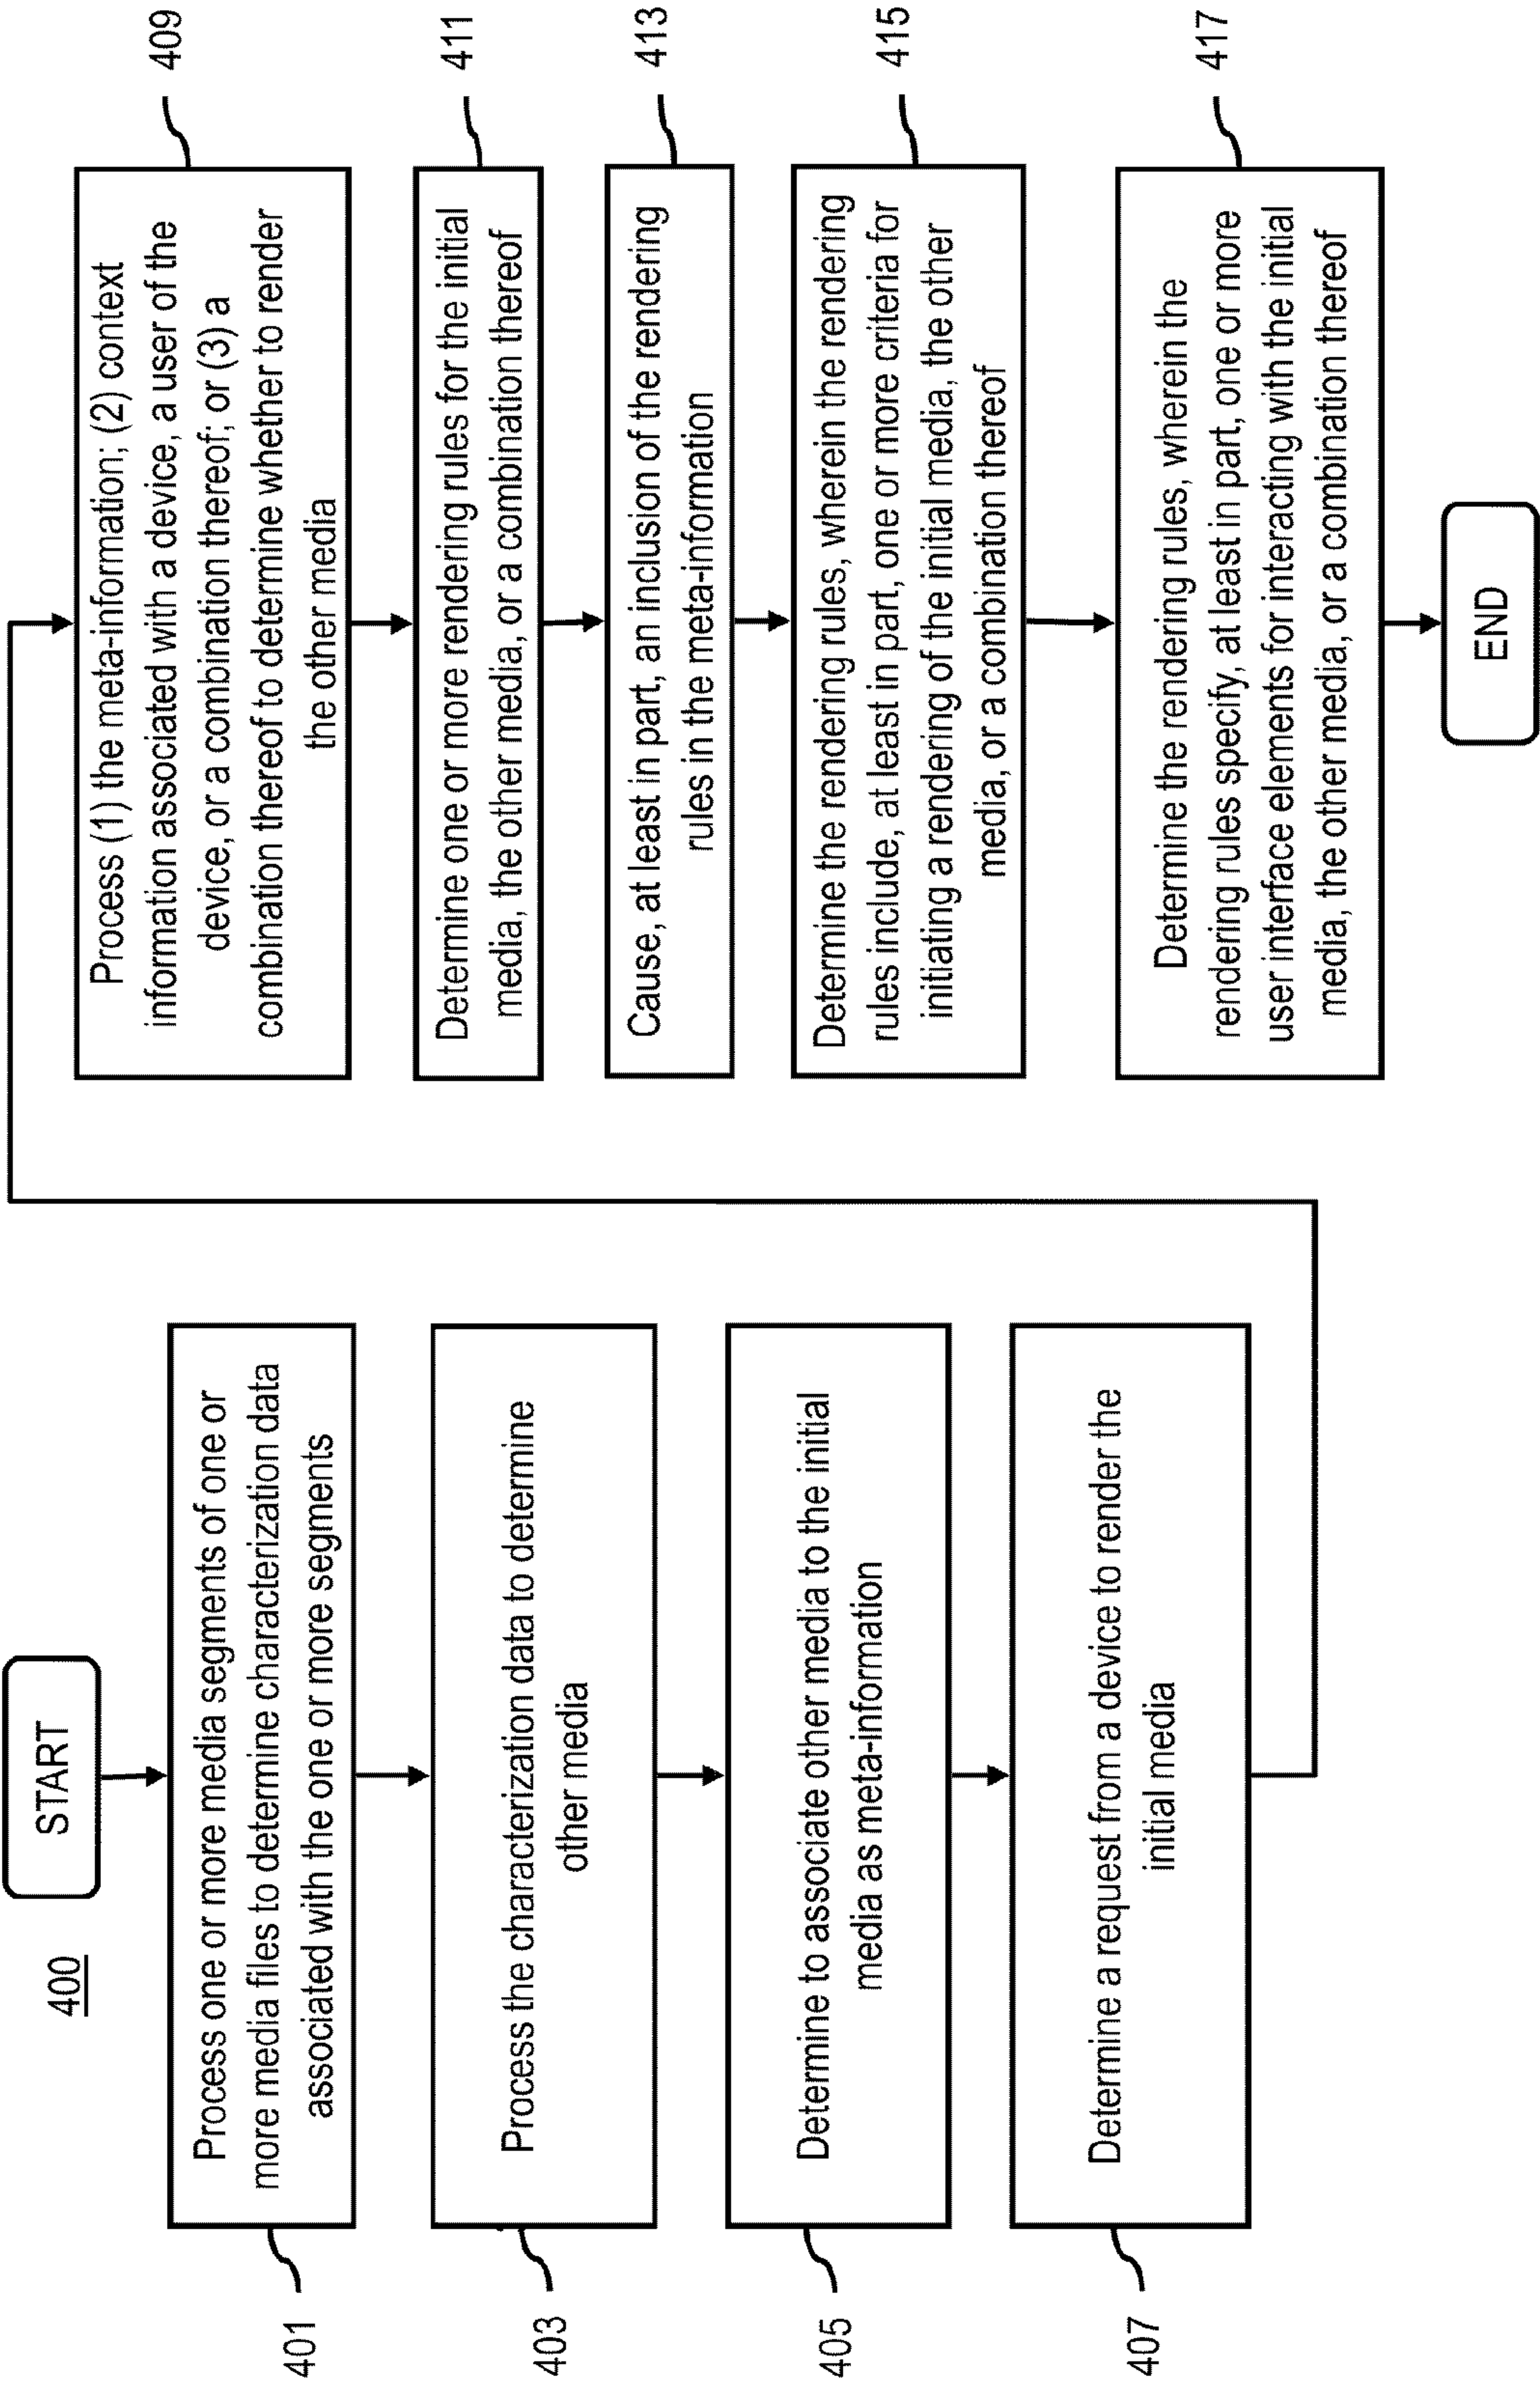 400
START
401
Process one or more media segments of one or
more media files to determine characterization data
associated with the one or more segments
403
Process the characterization data to determine
other media
405
Determine to associate other media to the initial
media as meta-information
407
Determine a request from a device to render the
initial media
409
Process (1) the meta-information; (2) context
information associated with a device, a user of the
device, or a combination thereof; or (3) a
combination thereof to determine whether to render
the other media
411
Determine one or more rendering rules for the initial
media, the other media, or a combination thereof
413
Cause, at least in part, an inclusion of the rendering
rules in the meta-information
415
Determine the rendering rules, wherein the rendering
rules include, at least in part, one or more criteria for
initiating a rendering of the initial media, the other
media, or a combination thereof
417
Determine the rendering rules, wherein the
rendering rules specify, at least in part, one or more
user interface elements for interacting with the initial
media, the other media, or a combination thereof
END